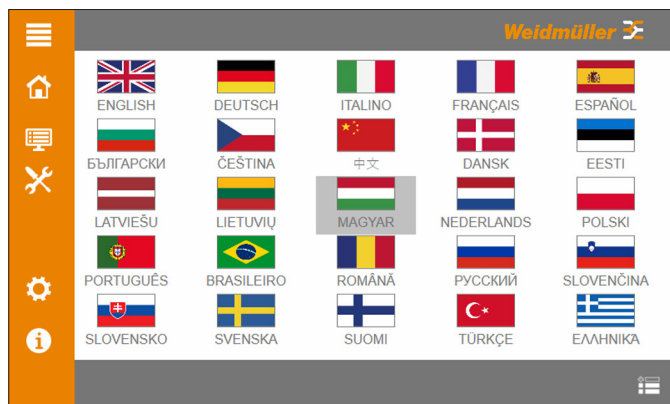 Weidmüller
ENGLISH DEUTSCH ITALINO FRANÇAIS ESPAÑOL
БЪЛГАРСКИ ČEŠTINA 中文 DANSK EESTI
LATVIEŠU LIETUVIŲ MAGYAR NEDERLANDS POLSKI
PORTUGUÊS BRASILEIRO ROMÂNĂ РУССКИЙ SLOVENČINA
SLOVENSKO SVENSKA SUOMI TÜRKÇE ΕΛΛΗΝΙΚΆ